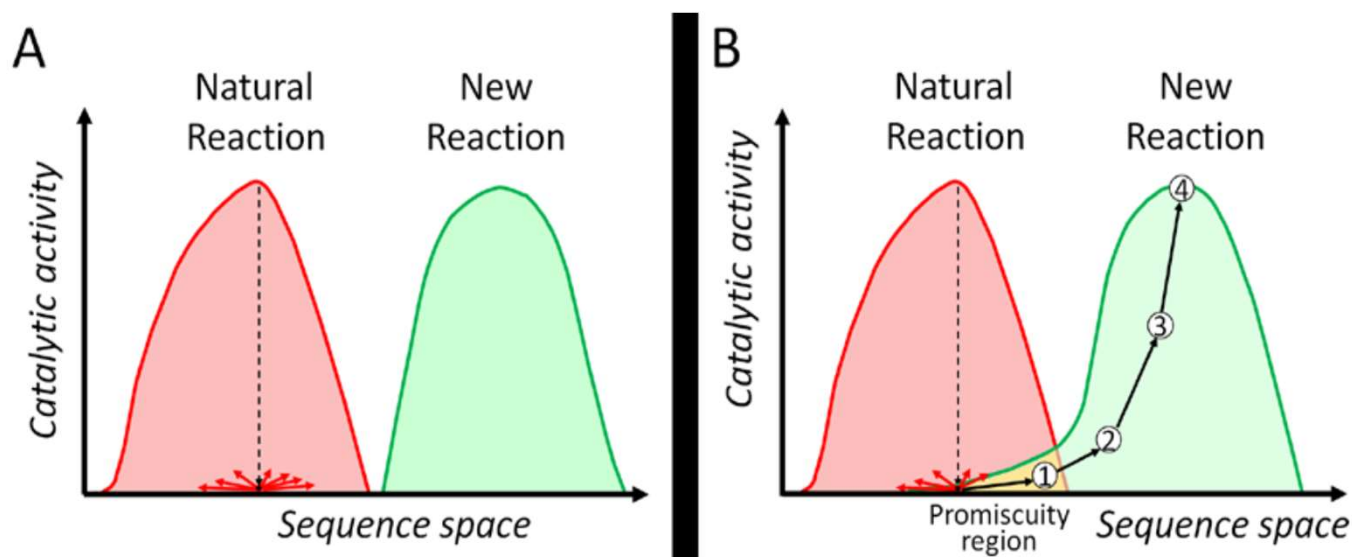 A
Natural
Reaction
New
Reaction
Catalytic activity
Sequence space
B
Natural
Reaction
New
Reaction
Catalytic activity
4
3
2
1
Promiscuity
region
Sequence space